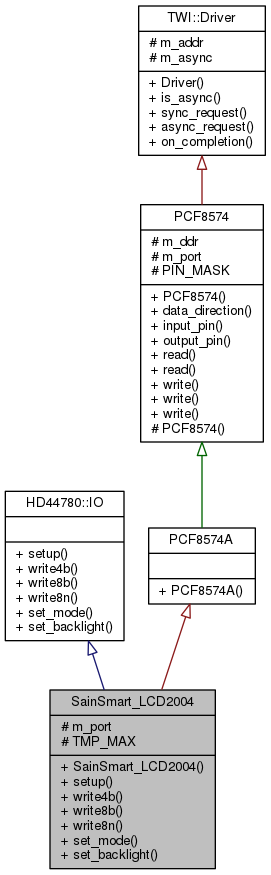 TWI::Driver
# m_addr
# m_async
+ Driver()
+ is_async()
+ sync_request()
+ async_request()
+ on_completion()
PCF8574
# m_ddr
# m_port
# PIN_MASK
+ PCF8574()
+ data_direction()
+ input_pin()
+ output_pin()
+ read()
+ read()
+ write()
+ write()
+ write()
# PCF8574()
HD44780::IO
+ setup()
+ write4b()
+ write8b()
+ write8n()
+ set_mode()
+ set_backlight()
PCF8574A
+ PCF8574A()
SainSmart_LCD2004
# m_port
# TMP_MAX
+ SainSmart_LCD2004()
+ setup()
+ write4b()
+ write8b()
+ write8n()
+ set_mode()
+ set_backlight()